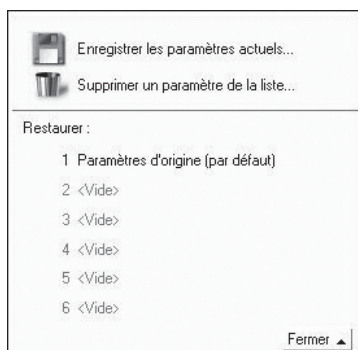 Enregistrer les paramètres actuels...
Supprimer un paramètre de la liste...
Restaurer :
1 Paramètres d'origine (par défaut)
2 <Vide>
3 <Vide>
4 <Vide>
5 <Vide>
6 <Vide>
Fermer